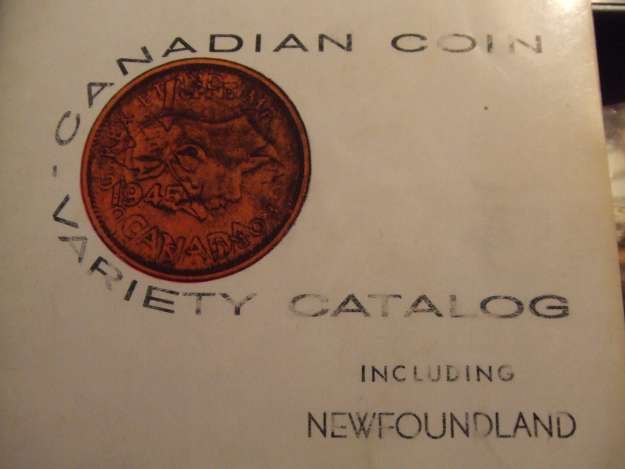 CANADIAN COIN
-VARIETY CATALOG
1945
CANADA
INCLUDING
NEWFOUNDLAND